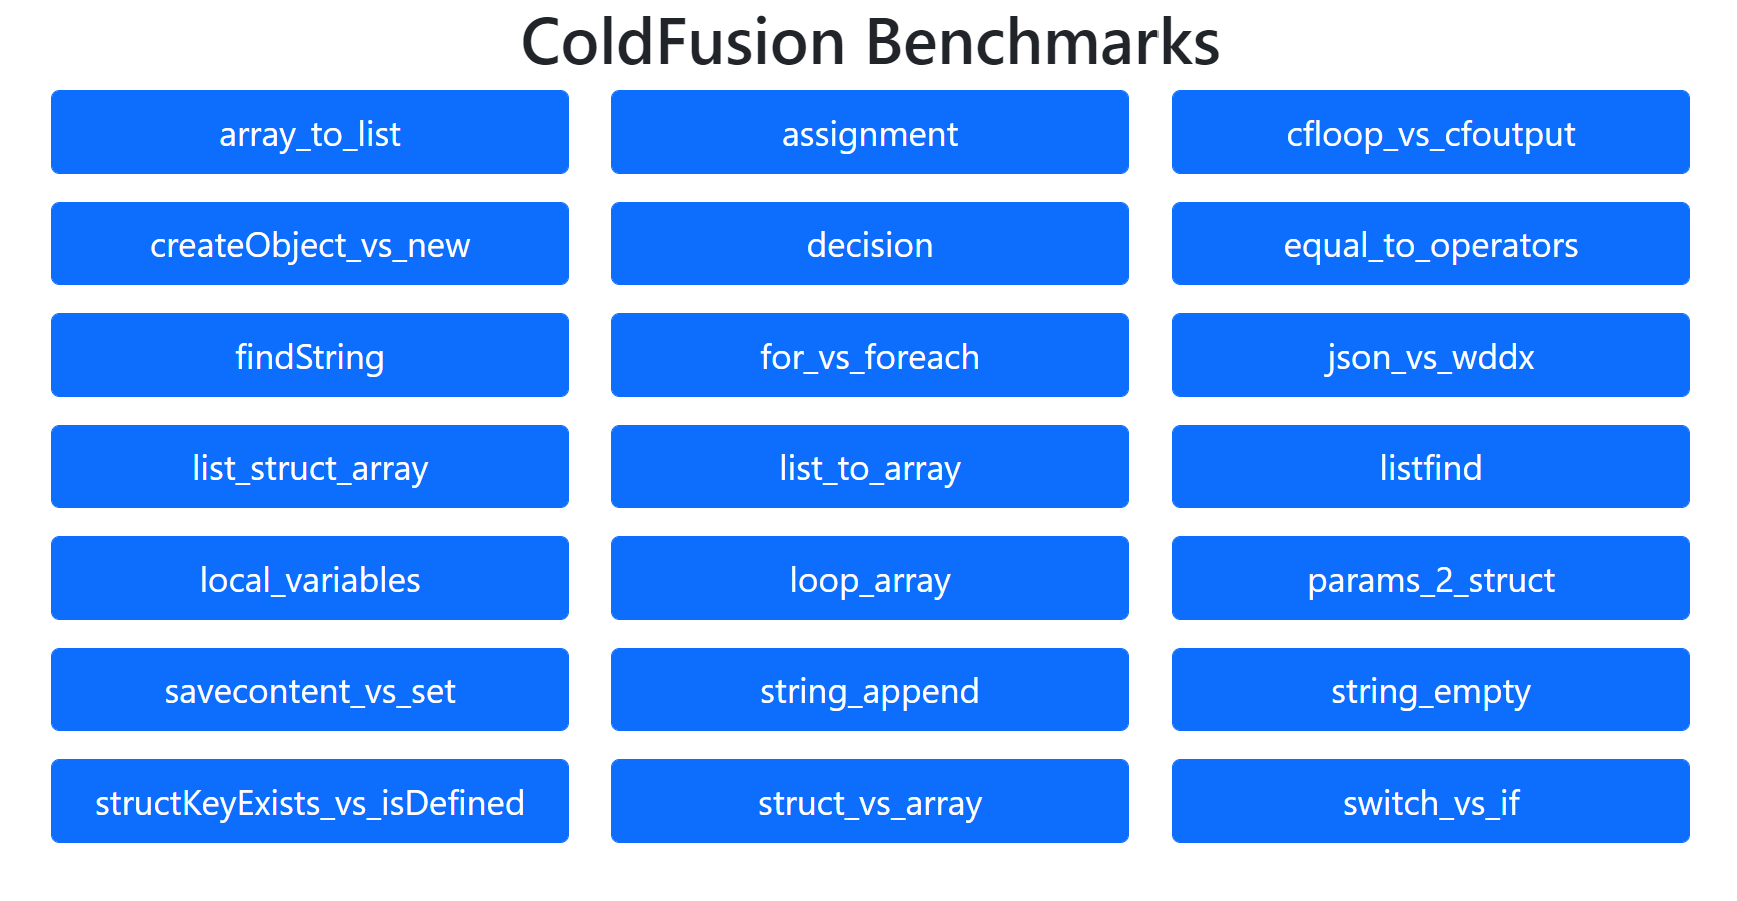 ColdFusion Benchmarks
array_to_list
assignment
cfloop_vs_cfoutput
createObject_vs_new
decision
equal_to_operators
findString
for_vs_foreach
json_vs_wddx
list_struct_array
list_to_array
listfind
local_variables
loop_array
params_2_struct
savecontent_vs_set
string_append
string_empty
structKeyExists_vs_isDefined
struct_vs_array
switch_vs_if